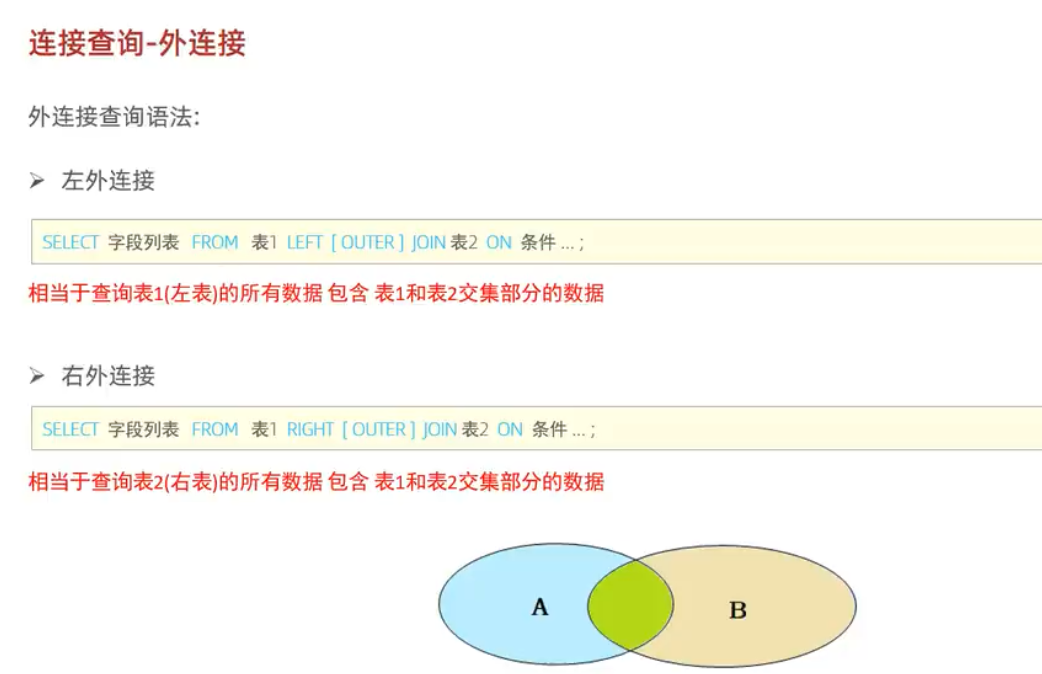 连接查询-外连接
外连接查询语法:
➢ 左外连接
SELECT 字段列表 FROM 表1 LEFT [ OUTER ] JOIN 表2 ON 条件 ... ;
相当于查询表1(左表)的所有数据 包含 表1和表2交集部分的数据
➢ 右外连接
SELECT 字段列表 FROM 表1 RIGHT [ OUTER ] JOIN 表2 ON 条件 ... ;
相当于查询表2(右表)的所有数据 包含 表1和表2交集部分的数据
A B